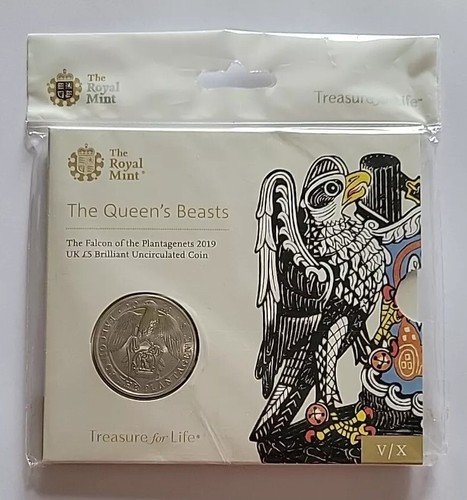 The
Royal
Mint
Treasure for Life™
The
Royal
Mint®
The Queen's Beasts
The Falcon of the Plantagenets 2019
UK £5 Brilliant Uncirculated Coin
Treasure for Life®
V/X